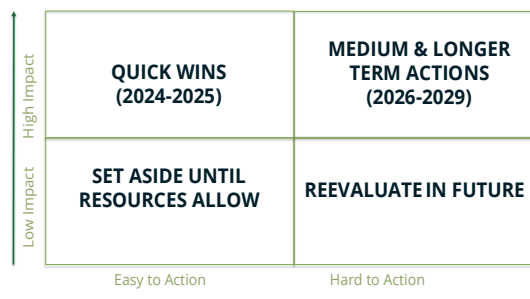 High Impact
QUICK WINS
(2024-2025)
MEDIUM & LONGER
TERM ACTIONS
(2026-2029)
Low Impact
SET ASIDE UNTIL
RESOURCES ALLOW
REEVALUATE IN FUTURE
Easy to Action
Hard to Action